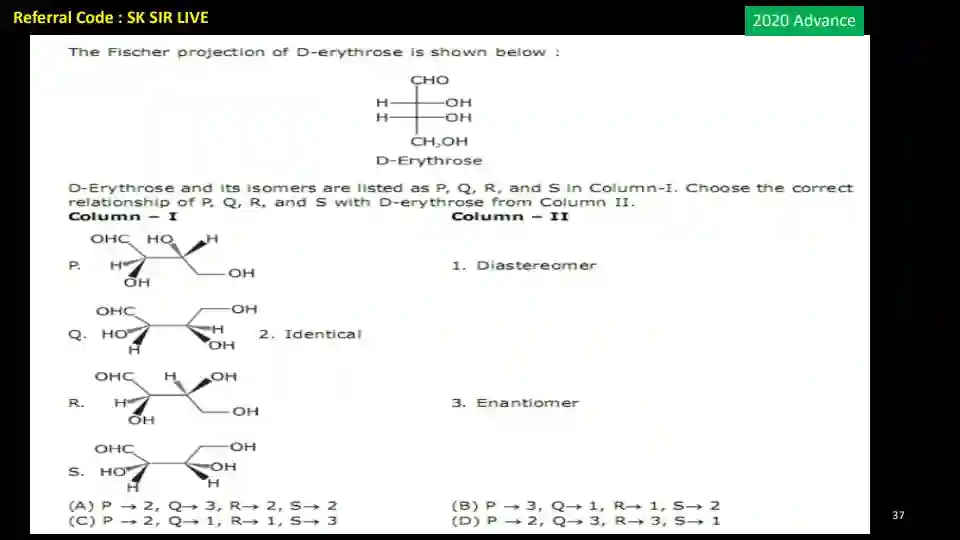 Referral Code : SK SIR LIVE
2020 Advance
The Fischer projection of D-erythrose is shown below :
CHO
H OH
H OH
CH₂OH
D-Erythrose
D-Erythrose and its isomers are listed as P, Q, R, and S in Column-I. Choose the correct
relationship of P, Q, R, and S with D-erythrose from Column II.
Column – I Column – II
OHC HO H
P. H OH 1. Diastereomer
OH
OHC OH
Q. HO H 2. Identical
H OH
OHC H OH
R. H OH 3. Enantiomer
OH
OHC OH
S. HO OH
H H
(A) P → 2, Q→ 3, R→ 2, S→ 2 (B) P → 3, Q→ 1, R→ 1, S→ 2
(C) P → 2, Q→ 1, R→ 1, S→ 3 (D) P → 2, Q→ 3, R→ 3, S→ 1
37